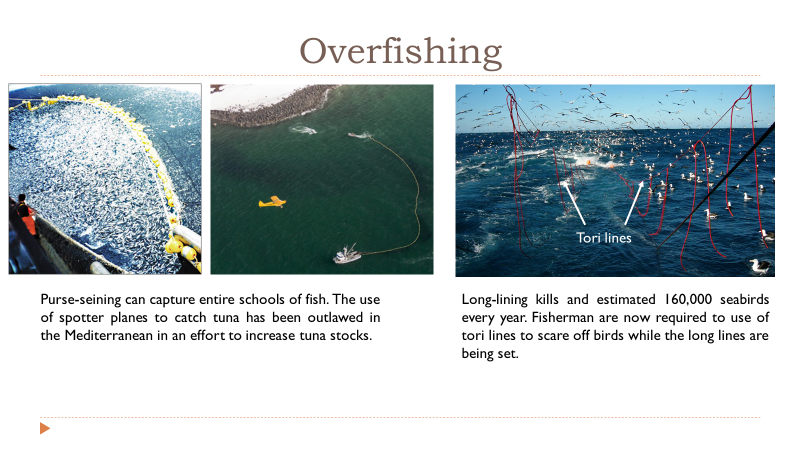 Overfishing
Tori lines
Purse-seining can capture entire schools of fish. The use
of spotter planes to catch tuna has been outlawed in
the Mediterranean in an effort to increase tuna stocks.
Long-lining kills and estimated 160,000 seabirds
every year. Fisherman are now required to use of
tori lines to scare off birds while the long lines are
being set.